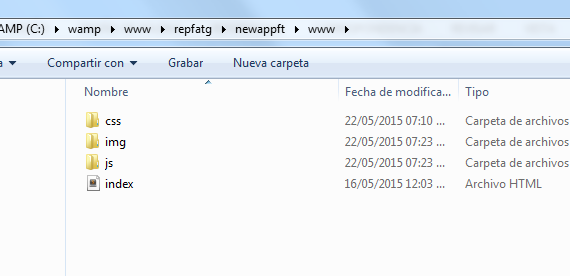 AMP (C:) ▸ wamp ▸ www ▸ repfatg ▸ newappft ▸ www ▸
a ▾ Compartir con ▾ Grabar Nueva carpeta
Nombre Fecha de modifica... Tipo
css 22/05/2015 07:10 ... Carpeta de archivos
img 22/05/2015 07:23 ... Carpeta de archivos
js 22/05/2015 07:23 ... Carpeta de archivos
index 16/05/2015 12:03 ... Archivo HTML